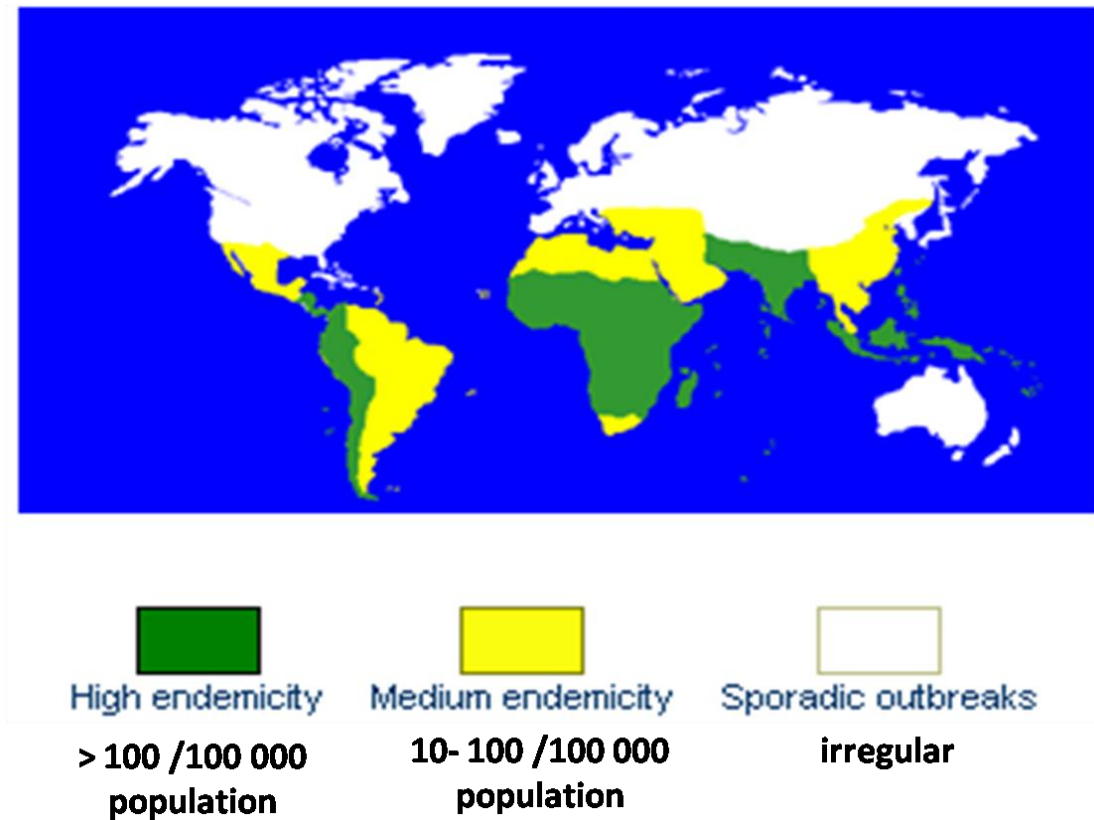 High endemicity Medium endemicity Sporadic outbreaks
> 100 /100 000 10- 100 /100 000 irregular
population population